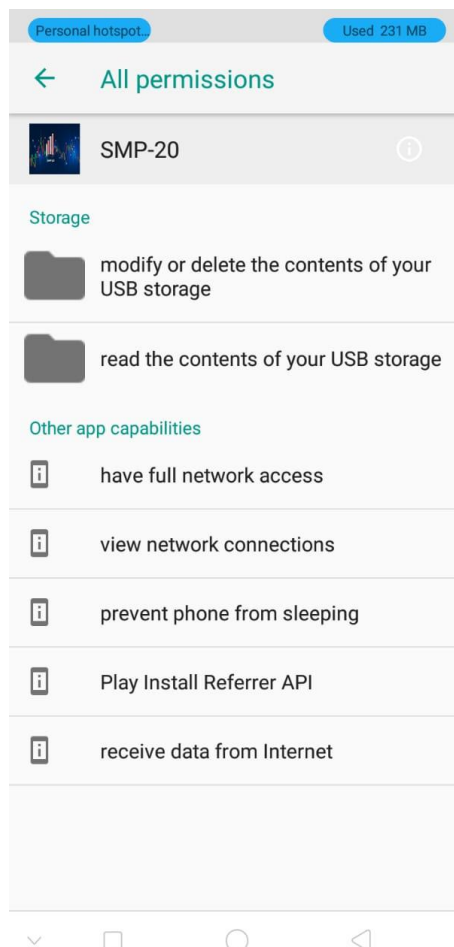 Personal hotspot... Used 231 MB
All permissions
SMP-20
Storage
modify or delete the contents of your
USB storage
read the contents of your USB storage
Other app capabilities
have full network access
view network connections
prevent phone from sleeping
Play Install Referrer API
receive data from Internet